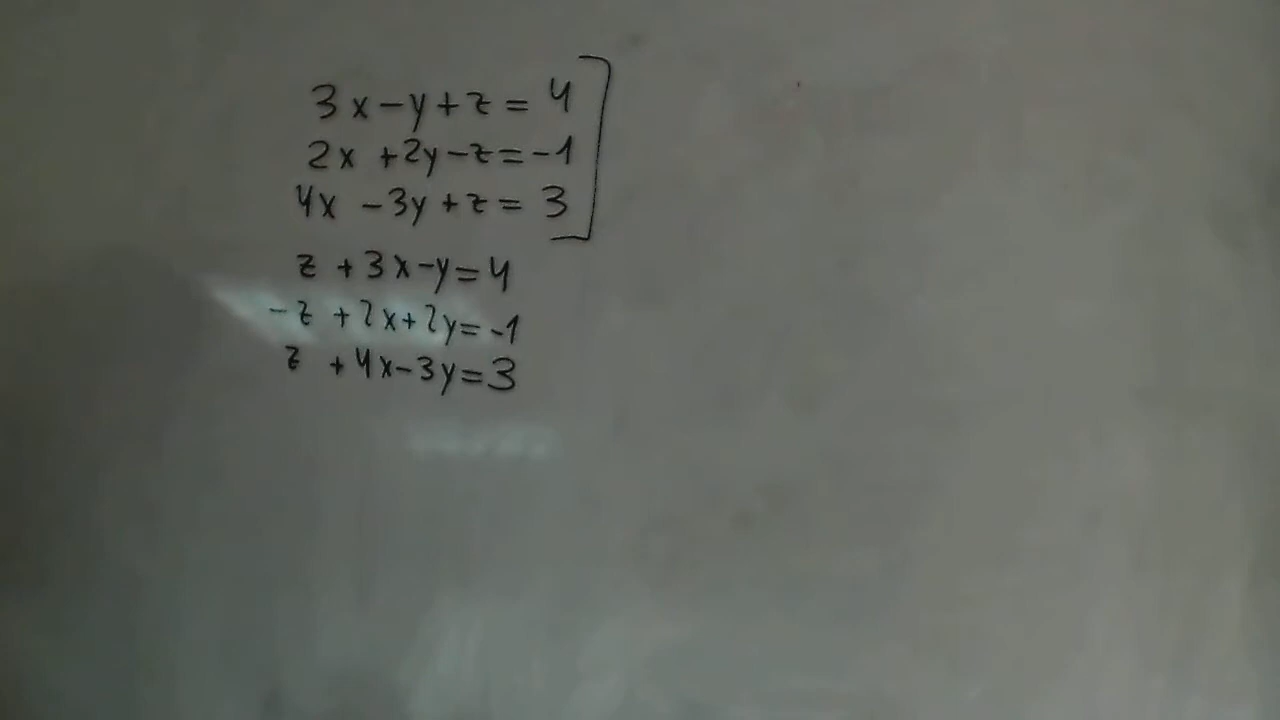 3x-y+z=4
2x+2y-z=-1
4x-3y+z=3
z+3x-y=4
-z+2x+2y=-1
z+4x-3y=3